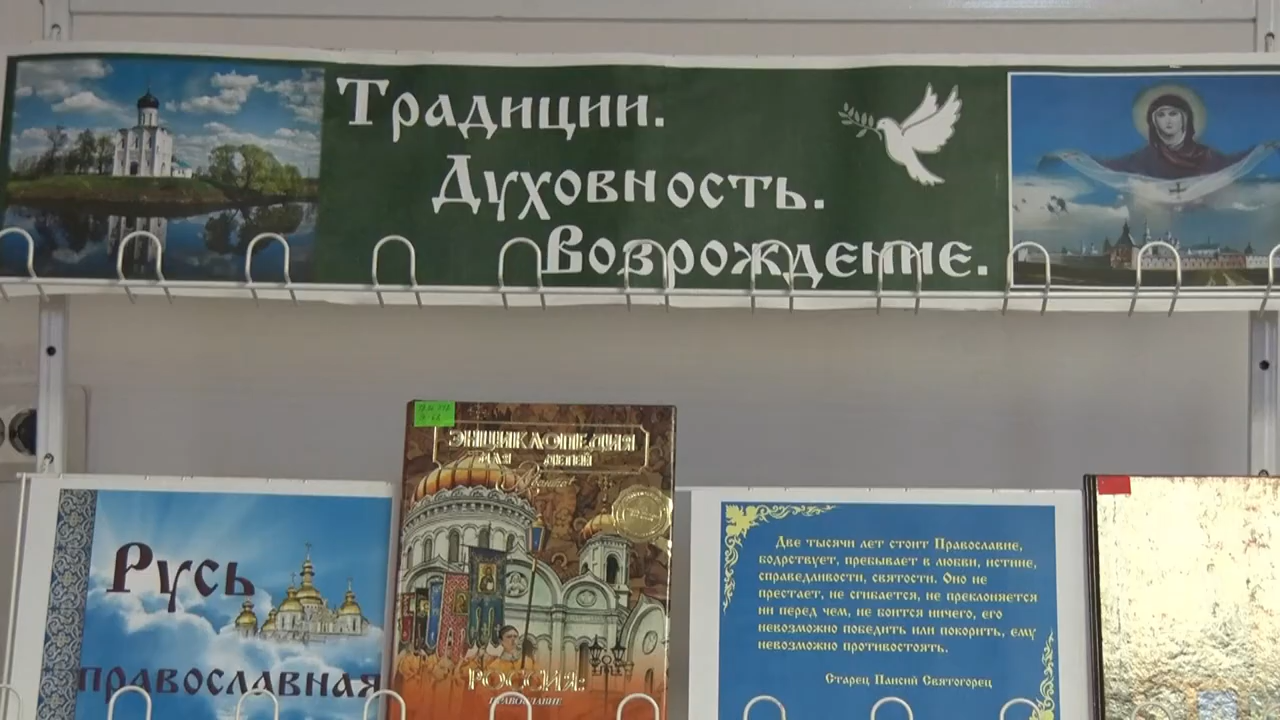 Традиции.
Духовность.
Возрождение.
Русь
православная
ЭНЦИКЛОПЕДИЯ
ДЛЯ ДЕТЕЙ
Аванта+
РОССИЯ:
ПРАВОСЛАВИЕ
Две тысячи лет стоит Православие,
бодрствует, пребывает в любви, истине,
справедливости, святости. Оно не
престает, не сгибается, не преклоняется
ни перед чем, не боится ничего, его
невозможно победить или покорить, ему
невозможно противостоять.
Старец Паисий Святогорец